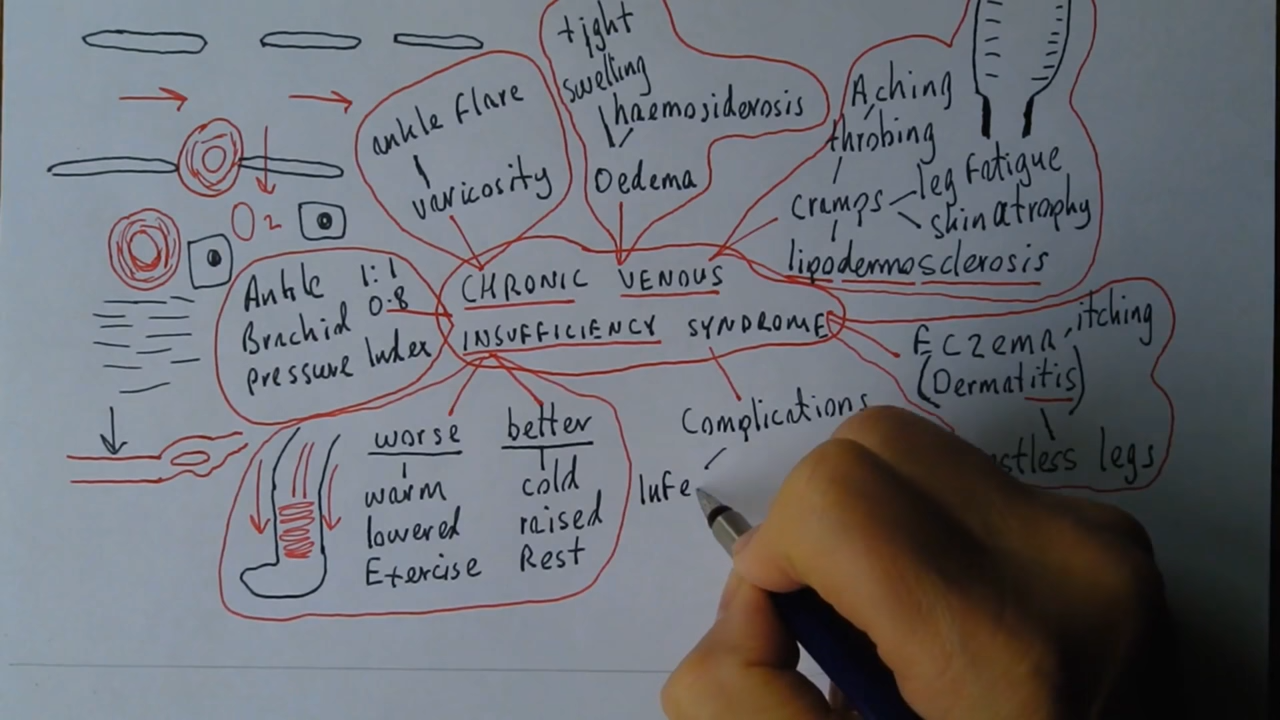 tight
swelling
haemosiderosis
Oedema
ankle flare
varicosity
Aching
throbing
cramps
leg fatigue
skin atrophy
lipodermosclerosis
O2
Ankle 1:1
Brachid 0.8
pressure Index
CHRONIC VENOUS
INSUFFICIENCY SYNDROME
Eczema, itching
(Dermatitis)
stless legs
worse
warm
lowered
Exercise
better
cold
raised
Rest
Complications
Infe